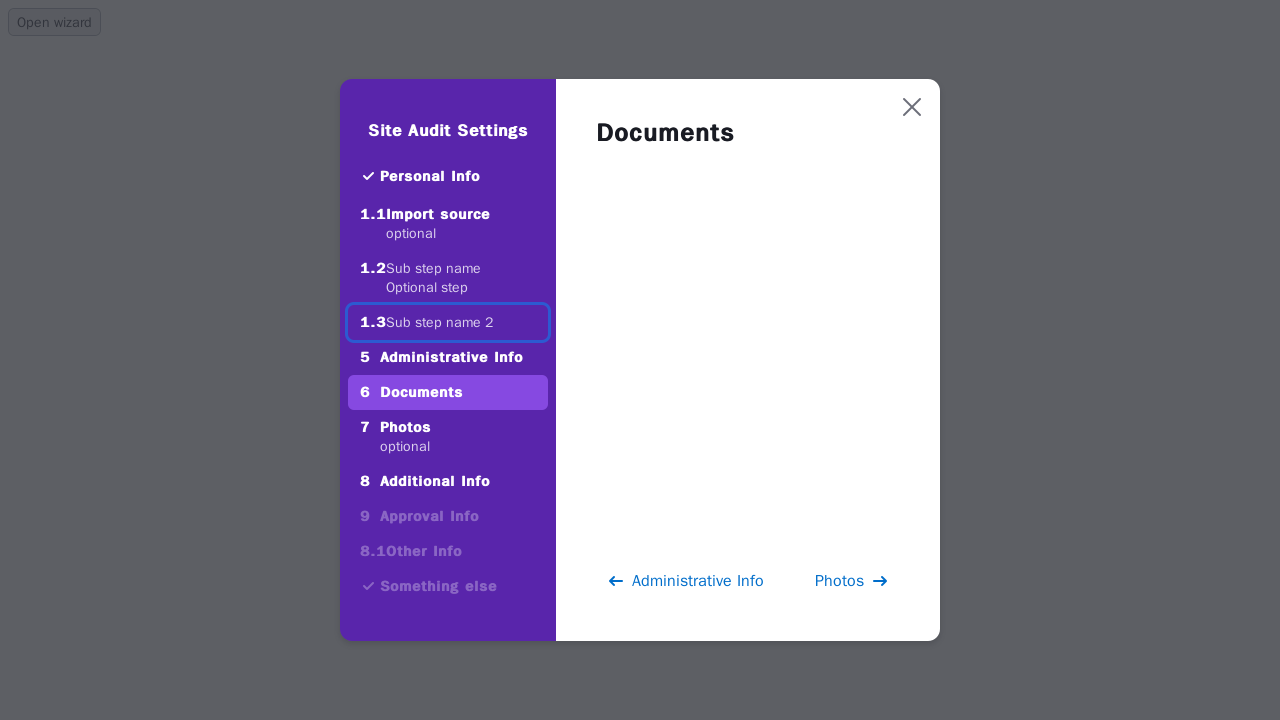 Open wizard
Site Audit Settings
Personal Info
1.1 Import source
optional
1.2 Sub step name
Optional step
1.3 Sub step name 2
5 Administrative Info
6 Documents
7 Photos
optional
8 Additional Info
9 Approval Info
8.1 Other Info
Something else
Documents
Administrative Info
Photos